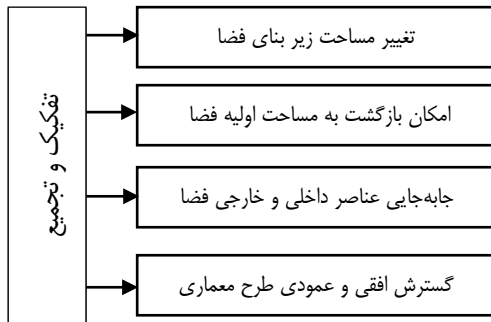 تفکیک و تجمیع
تغییر مساحت زیر بنای فضا
امکان بازگشت به مساحت اولیه فضا
جابه‌جایی عناصر داخلی و خارجی فضا
گسترش افقی و عمودی طرح معماری